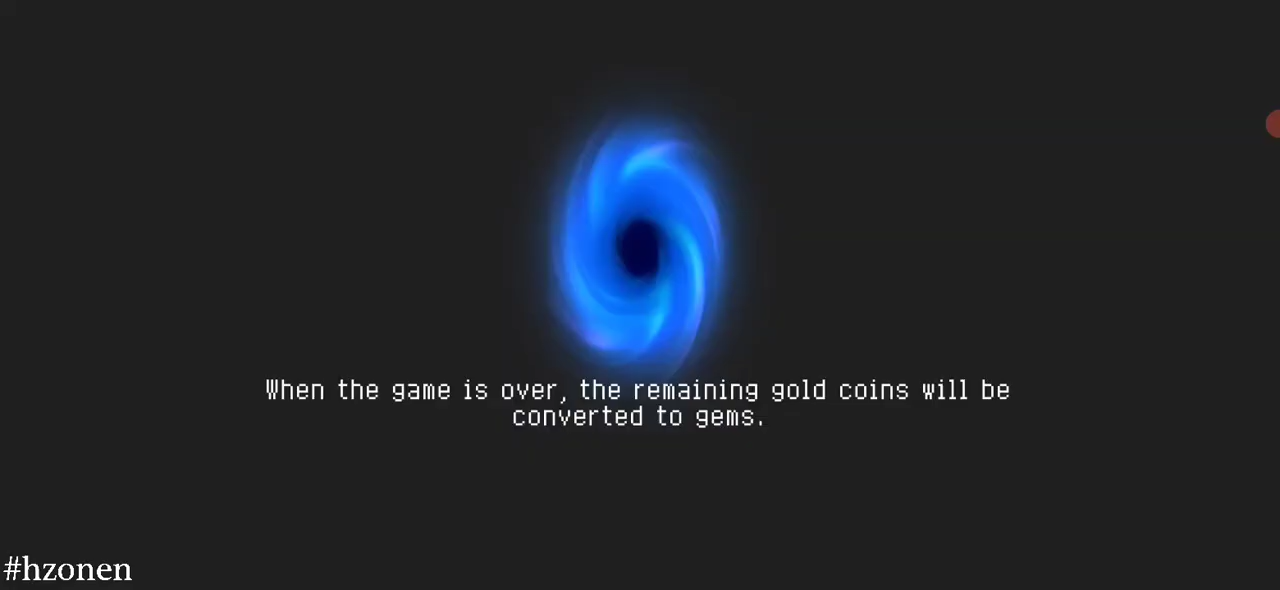 When the game is over, the remaining gold coins will be
converted to gems.
#hzonen